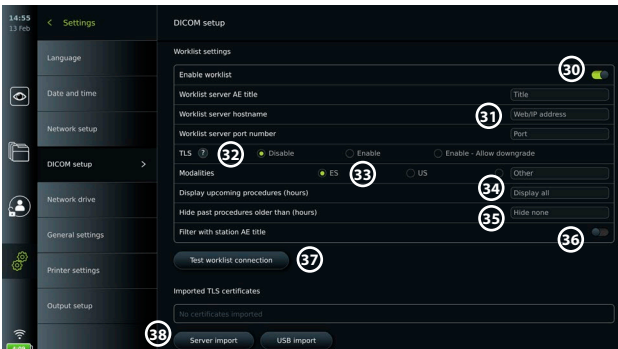 14:55
13 Feb
Settings
DICOM setup
Language
Date and time
Network setup
DICOM setup
Network drive
General settings
Printer settings
Output setup
Worklist settings
Enable worklist 30
Worklist server AE title Title
Worklist server hostname 31 Web/IP address
Worklist server port number Port
TLS ? 32 Disable Enable Enable - Allow downgrade
Modalities ES 33 US Other
Display upcoming procedures (hours) 34 Display all
Hide past procedures older than (hours) 35 Hide none
Filter with station AE title 36
Test worklist connection 37
Imported TLS certificates
No certificates imported
38 Server import USB import